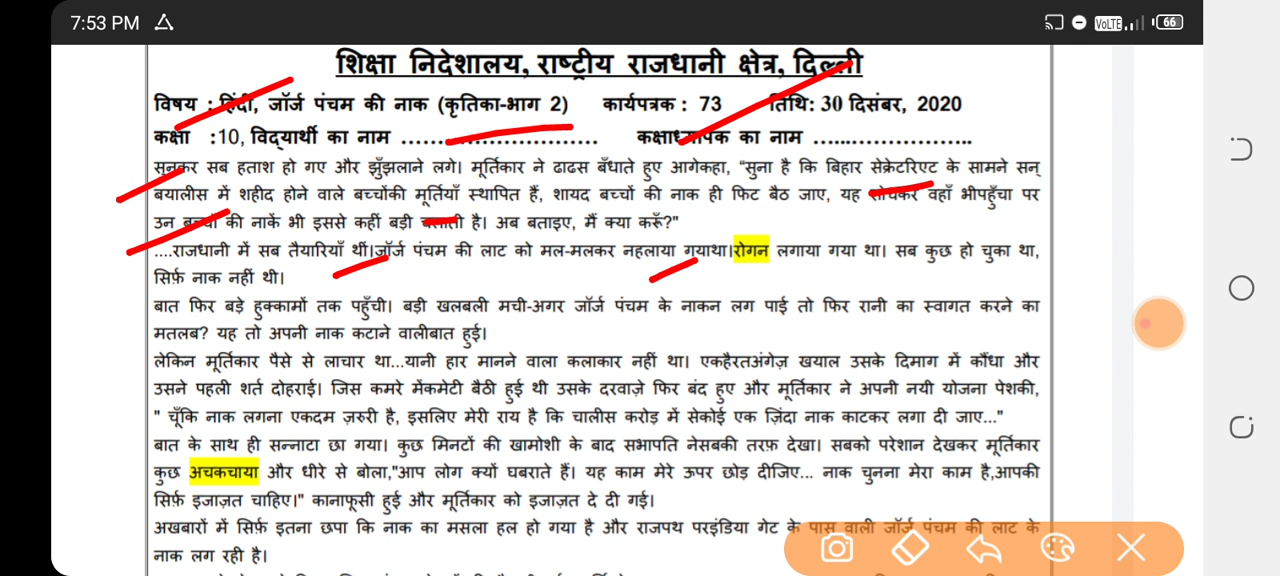 7:53 PM
VoLTE 66
शिक्षा निदेशालय, राष्ट्रीय राजधानी क्षेत्र, दिल्ली
विषय : हिंदी, जॉर्ज पंचम की नाक (कृतिका-भाग 2) कार्यपत्रक : 73 तिथि: 30 दिसंबर, 2020
कक्षा :10, विद्यार्थी का नाम ........................... कक्षाध्यापक का नाम ......................
सुनकर सब हताश हो गए और झुँझलाने लगे। मूर्तिकार ने ढाढस बँधाते हुए आगेकहा, "सुना है कि बिहार सेक्रेटरिएट के सामने सन्
बयालीस में शहीद होने वाले बच्चोंकी मूर्तियाँ स्थापित हैं, शायद बच्चों की नाक ही फिट बैठ जाए, यह सोचकर वहाँ भीपहुँचा पर
उन बच्चों की नाकें भी इससे कहीं बड़ी है। अब बताइए, मैं क्या करूँ?"
....राजधानी में सब तैयारियाँ थीं।जॉर्ज पंचम की लाट को मल-मलकर नहलाया गयाथा।रोगन लगाया गया था। सब कुछ हो चुका था,
सिर्फ़ नाक नहीं थी।
बात फिर बड़े हुक्कामों तक पहुँची। बड़ी खलबली मची-अगर जॉर्ज पंचम के नाकन लग पाई तो फिर रानी का स्वागत करने का
मतलब? यह तो अपनी नाक कटाने वालीबात हुई।
लेकिन मूर्तिकार पैसे से लाचार था...यानी हार मानने वाला कलाकार नहीं था। एकहैरतअंगेज़ खयाल उसके दिमाग में कौंधा और
उसने पहली शर्त दोहराई। जिस कमरे मेंकमेटी बैठी हुई थी उसके दरवाज़े फिर बंद हुए और मूर्तिकार ने अपनी नयी योजना पेशकी,
" चूँकि नाक लगना एकदम ज़रुरी है, इसलिए मेरी राय है कि चालीस करोड़ में सेकोई एक ज़िंदा नाक काटकर लगा दी जाए..."
बात के साथ ही सन्नाटा छा गया। कुछ मिनटों की खामोशी के बाद सभापति नेसबकी तरफ़ देखा। सबको परेशान देखकर मूर्तिकार
कुछ अचकचाया और धीरे से बोला,"आप लोग क्यों घबराते हैं। यह काम मेरे ऊपर छोड़ दीजिए... नाक चुनना मेरा काम है,आपकी
सिर्फ़ इजाज़त चाहिए।" कानाफूसी हुई और मूर्तिकार को इजाज़त दे दी गई।
अखबारों में सिर्फ़ इतना छपा कि नाक का मसला हल हो गया है और राजपथ परइंडिया गेट के पास वाली जॉर्ज पंचम की लाट के
नाक लग रही है।